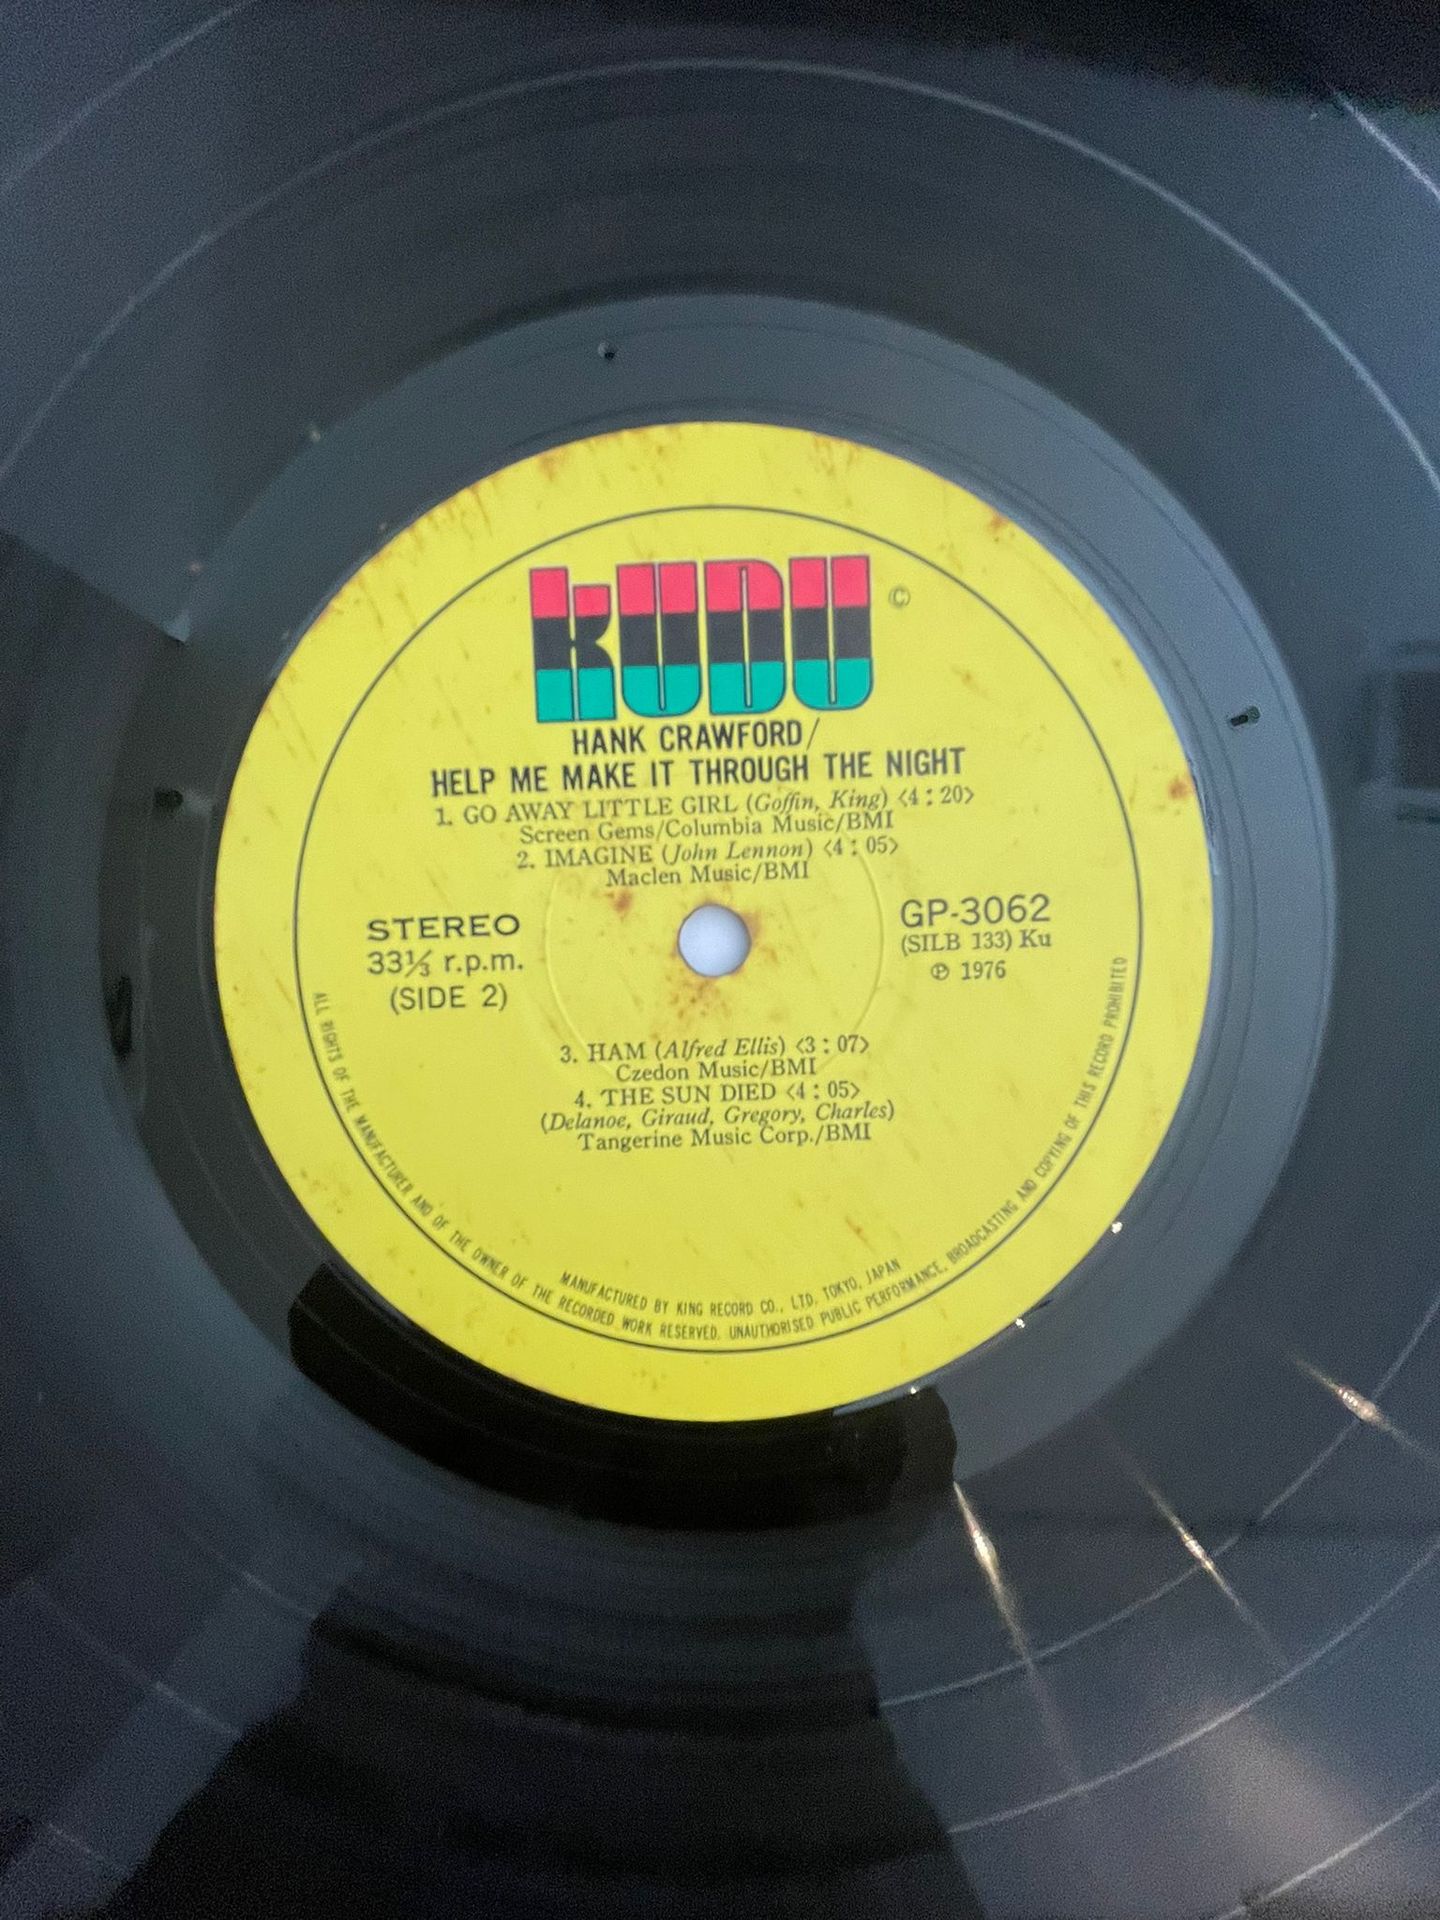 KUDU ©
HANK CRAWFORD/
HELP ME MAKE IT THROUGH THE NIGHT
1. GO AWAY LITTLE GIRL (Goffin, King) <4:20>
Screen Gems/Columbia Music/BMI
2. IMAGINE (John Lennon) <4:05>
Maclen Music/BMI
STEREO
33⅓ r.p.m.
(SIDE 2)
GP-3062
(SILB 133) Ku
℗ 1976
3. HAM (Alfred Ellis) <3:07>
Czedon Music/BMI
4. THE SUN DIED <4:05>
(Delanoe, Giraud, Gregory, Charles)
Tangerine Music Corp./BMI
MANUFACTURED BY KING RECORD CO., LTD. TOKYO, JAPAN
ALL RIGHTS OF THE MANUFACTURER AND OF THE OWNER OF THE RECORDED WORK RESERVED. UNAUTHORISED PUBLIC PERFORMANCE, BROADCASTING AND COPYING OF THIS RECORD PROHIBITED